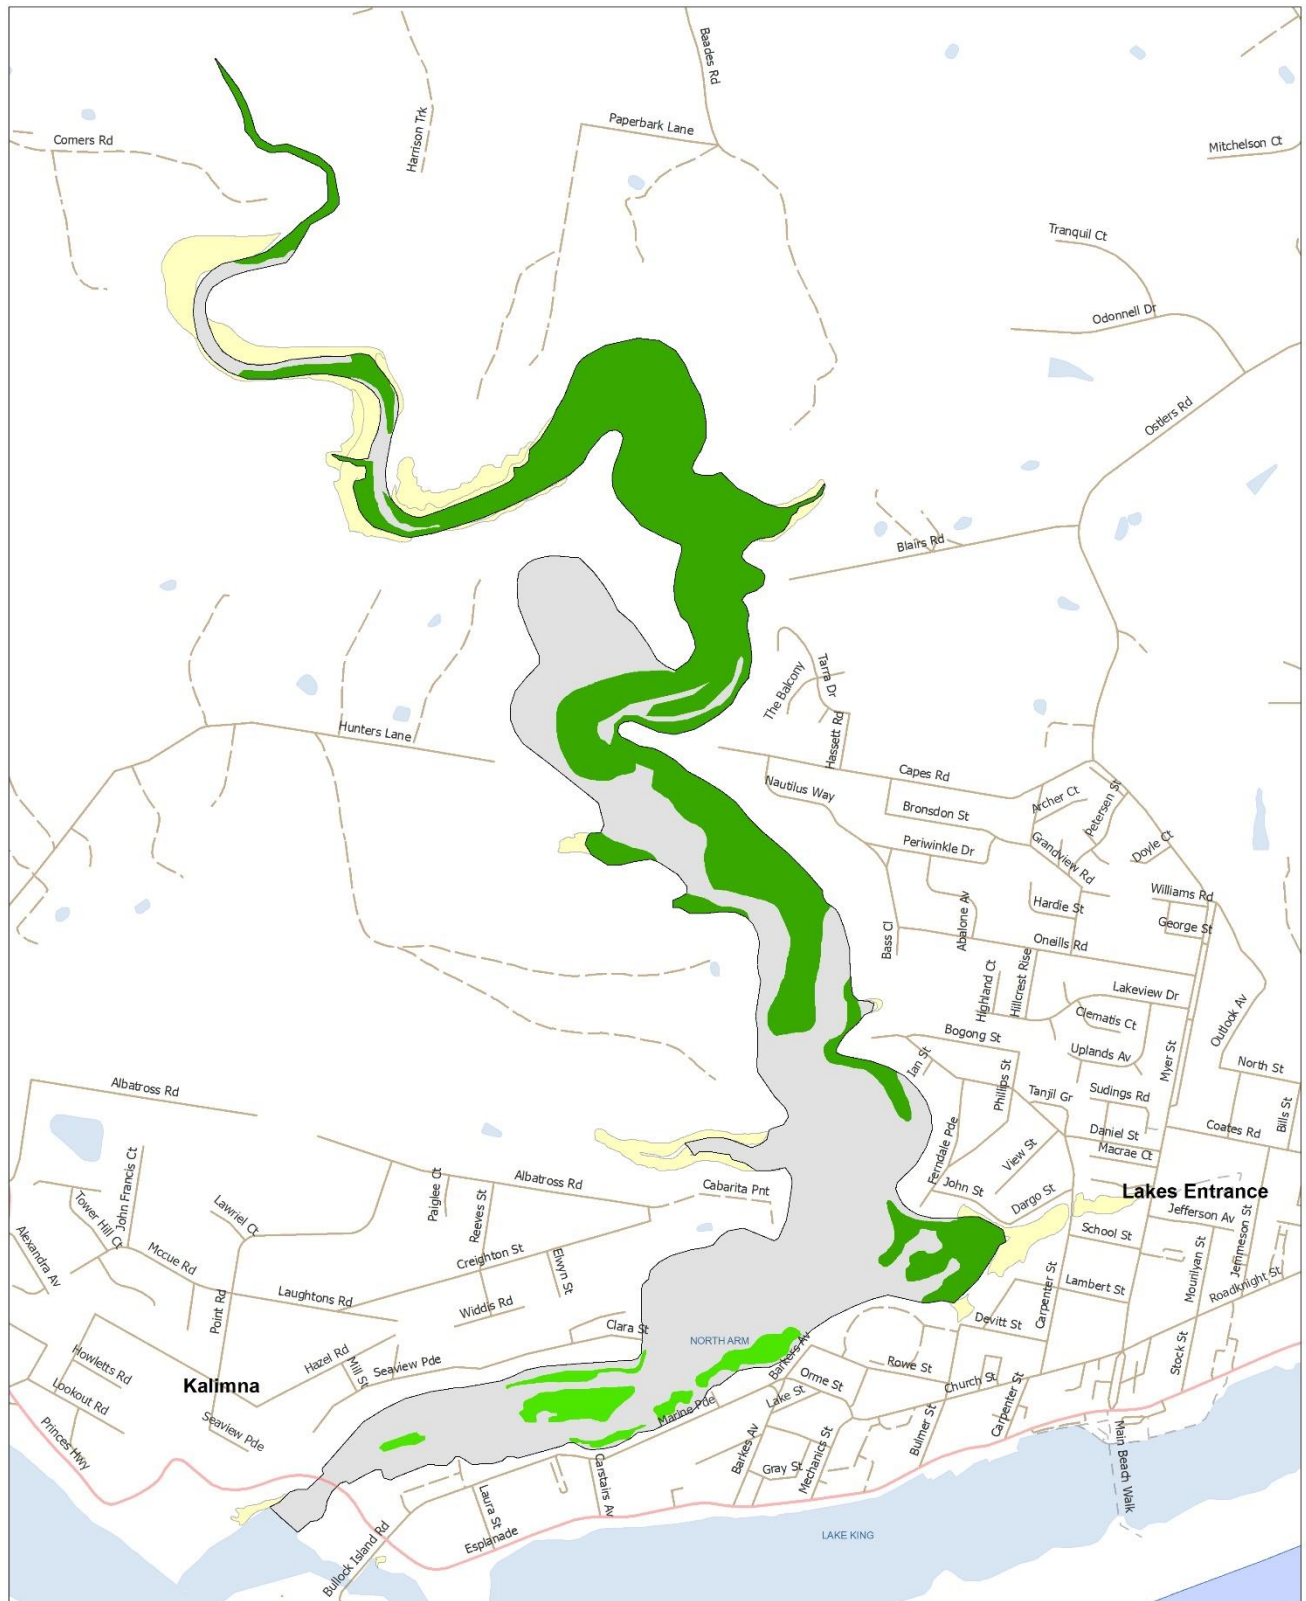 Baades Rd
Paperbark Lane
Harrison Trk
Comers Rd
Mitchelson Ct
Tranquil Ct
Odonnell Dr
Ostlers Rd
Blairs Rd
The Balcony
Tarra Dr
Hassett Rd
Hunters Lane
Capes Rd
Nautilus Way
Bronsdon St
Archer Ct
Petersen St
Periwinkle Dr
Grandview Rd
Doyle Ct
Williams Rd
Hardie St
George St
Abalone Av
Bass Cl
Oneills Rd
Highland Ct
Hillcrest Rise
Lakeview Dr
Clematis Ct
Outlook Av
Bogong St
Ian St
Uplands Av
Myer St
North St
Phillips St
Tanjil Gr
Sudings Rd
Bills St
Albatross Rd
Coates Rd
Daniel St
Macrae Ct
Ferndale Pde
View St
John Francis Ct
Paiglee Ct
Albatross Rd
Cabarita Pnt
John St
Dargo St
Lakes Entrance
Tower Hill Ct
Lawriel Ct
Reeves St
Jefferson Av
School St
Jemmeson St
Alexandra Av
Mccue Rd
Creighton St
Elwyn St
Mourilyan St
Roadknight St
Point Rd
Laughtons Rd
Widdis Rd
Carpenter St
Lambert St
Devitt St
Clara St
NORTH ARM
Barkers Av
Howletts Rd
Hazel Rd
Mill St
Seaview Pde
Rowe St
Stock St
Kalimna
Lookout Rd
Orme St
Church St
Lake St
Carpenter St
Marine Pde
Seaview Pde
Princes Hwy
Barkes Av
Mechanics St
Bulmer St
Main Beach Walk
Gray St
Carstairs Av
Laura St
Esplanade
Bullock Island Rd
LAKE KING